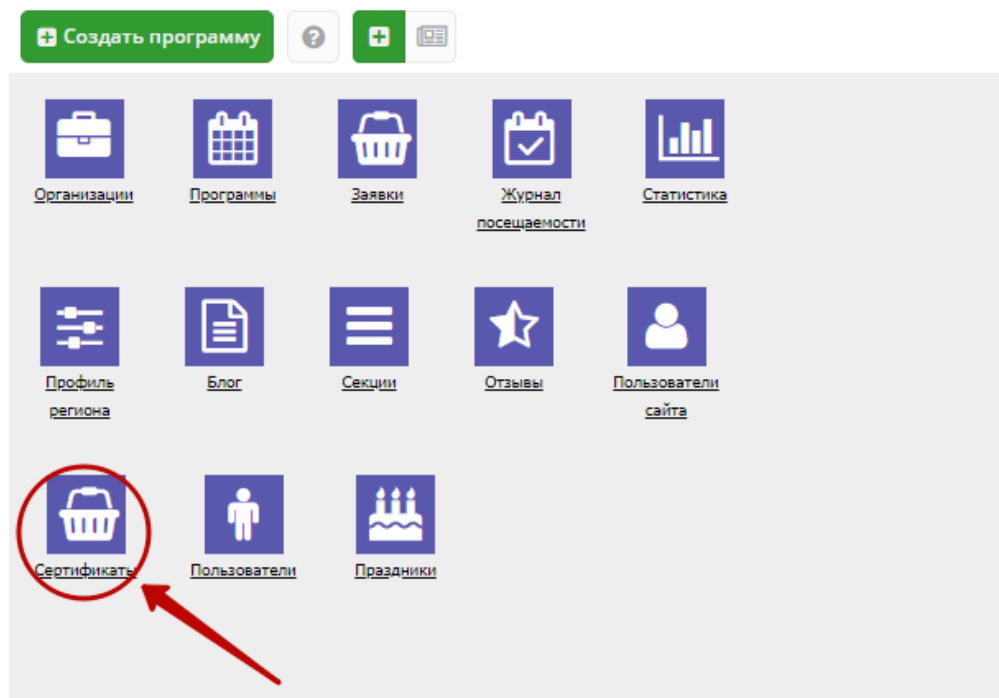 Создать программу
Организации
Программы
Заявки
Журнал
посещаемости
Статистика
Профиль
региона
Блог
Секции
Отзывы
Пользователи
сайта
Сертификаты
Пользователи
Праздники